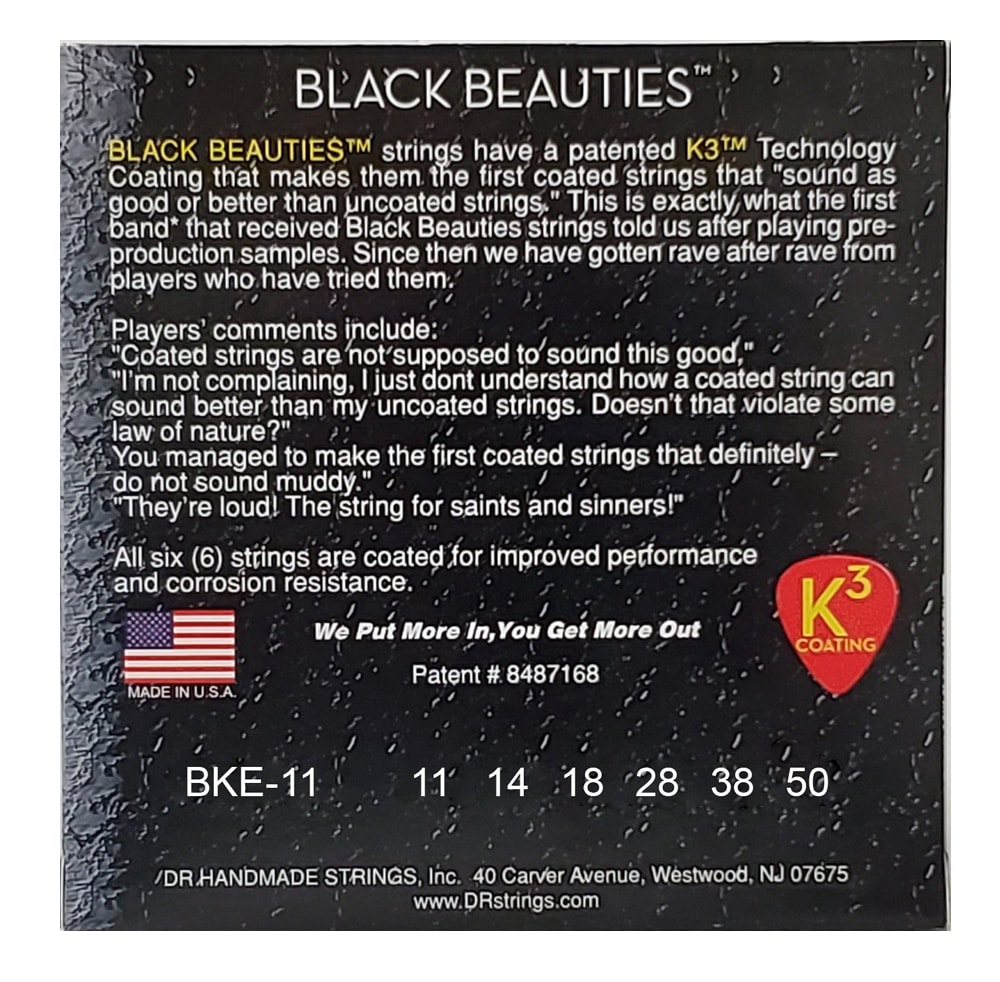 BLACK BEAUTIES™
BLACK BEAUTIES™ strings have a patented K3™ Technology
Coating that makes them the first coated strings that "sound as
good or better than uncoated strings." This is exactly what the first
band* that received Black Beauties strings told us after playing pre-
production samples. Since then we have gotten rave after rave from
players who have tried them.
Players' comments include:
"Coated strings are not supposed to sound this good,"
"I'm not complaining, I just dont understand how a coated string can
sound better than my uncoated strings. Doesn't that violate some
law of nature?"
You managed to make the first coated strings that definitely –
do not sound muddy."
"They're loud! The string for saints and sinners!"
All six (6) strings are coated for improved performance
and corrosion resistance.
K3
COATING
We Put More In,You Get More Out
Patent # 8487168
MADE IN U.S.A.
BKE-11 11 14 18 28 38 50
DR HANDMADE STRINGS, Inc. 40 Carver Avenue, Westwood, NJ 07675
www.DRstrings.com